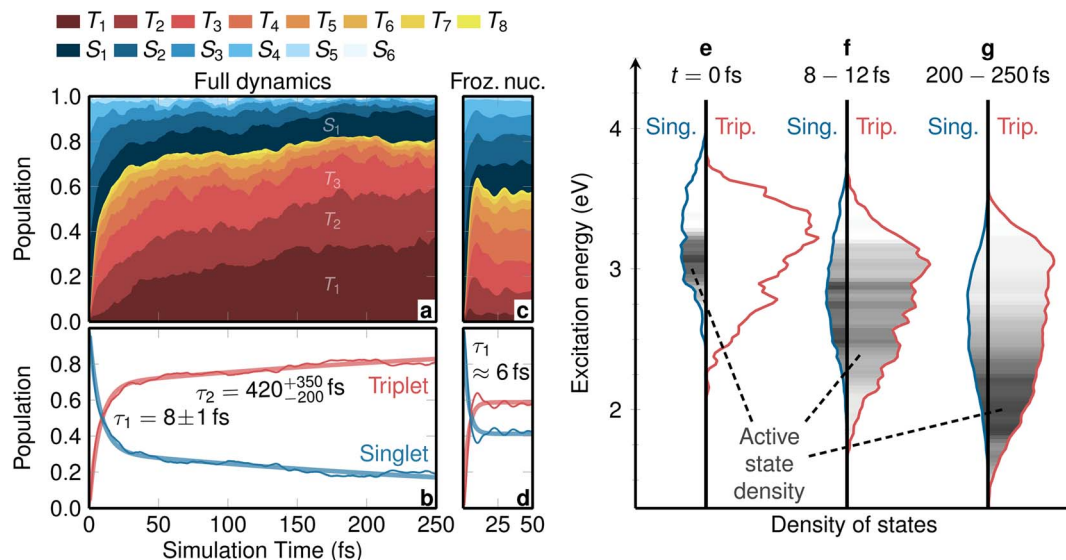 T₁ T₂ T₃ T₄ T₅ T₆ T₇ T₈
S₁ S₂ S₃ S₄ S₅ S₆
Full dynamics
Froz. nuc.
Population
1.0
0.8
0.6
0.4
0.2
0.0
S₁
T₃
T₂
T₁
a
c
Population
0.8
0.6
0.4
0.2
0.0
τ₁ = 8±1 fs
τ₂ = 420⁺³⁵⁰₋₂₀₀ fs
Triplet
Singlet
b
τ₁
≈ 6 fs
d
0 50 100 150 200 250
0 25 50
Simulation Time (fs)
e f g
t = 0 fs 8 − 12 fs 200 − 250 fs
Sing. Trip. Sing. Trip. Sing. Trip.
Excitation energy (eV)
4
3
2
Active
state
density
Density of states